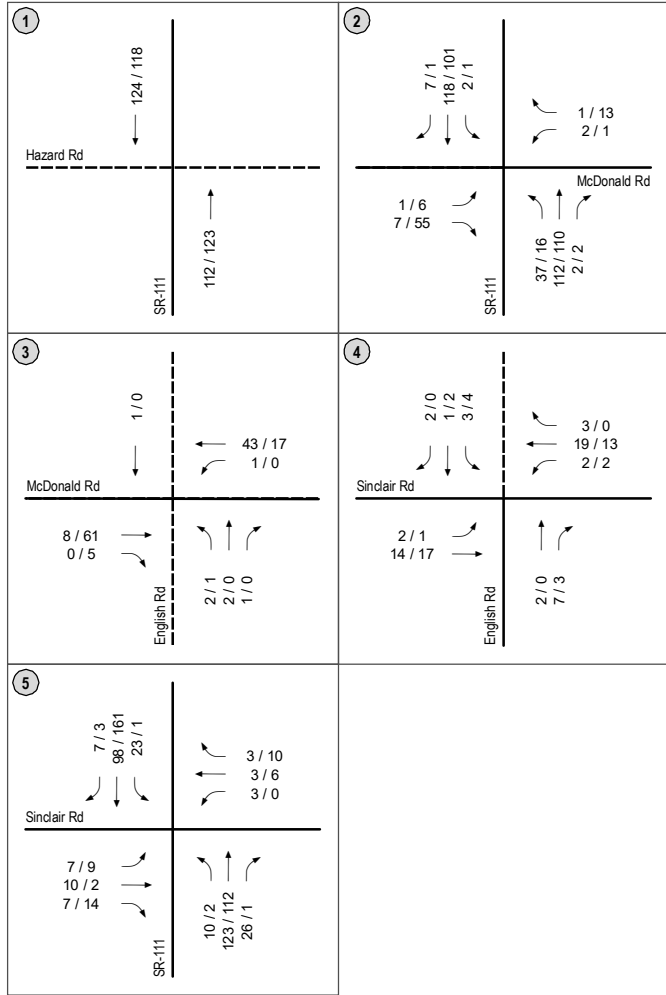 1
124 / 118
Hazard Rd
112 / 123
SR-111
2
7 / 1
118 / 101
2 / 1
1 / 13
2 / 1
McDonald Rd
1 / 6
7 / 55
37 / 16
112 / 110
2 / 2
SR-111
3
1 / 0
43 / 17
1 / 0
McDonald Rd
8 / 61
0 / 5
2 / 1
2 / 0
1 / 0
English Rd
4
2 / 0
1 / 2
3 / 4
3 / 0
19 / 13
2 / 2
Sinclair Rd
2 / 1
14 / 17
2 / 0
7 / 3
English Rd
5
7 / 3
98 / 161
23 / 1
3 / 10
3 / 6
3 / 0
Sinclair Rd
7 / 9
10 / 2
7 / 14
10 / 2
123 / 112
26 / 1
SR-111